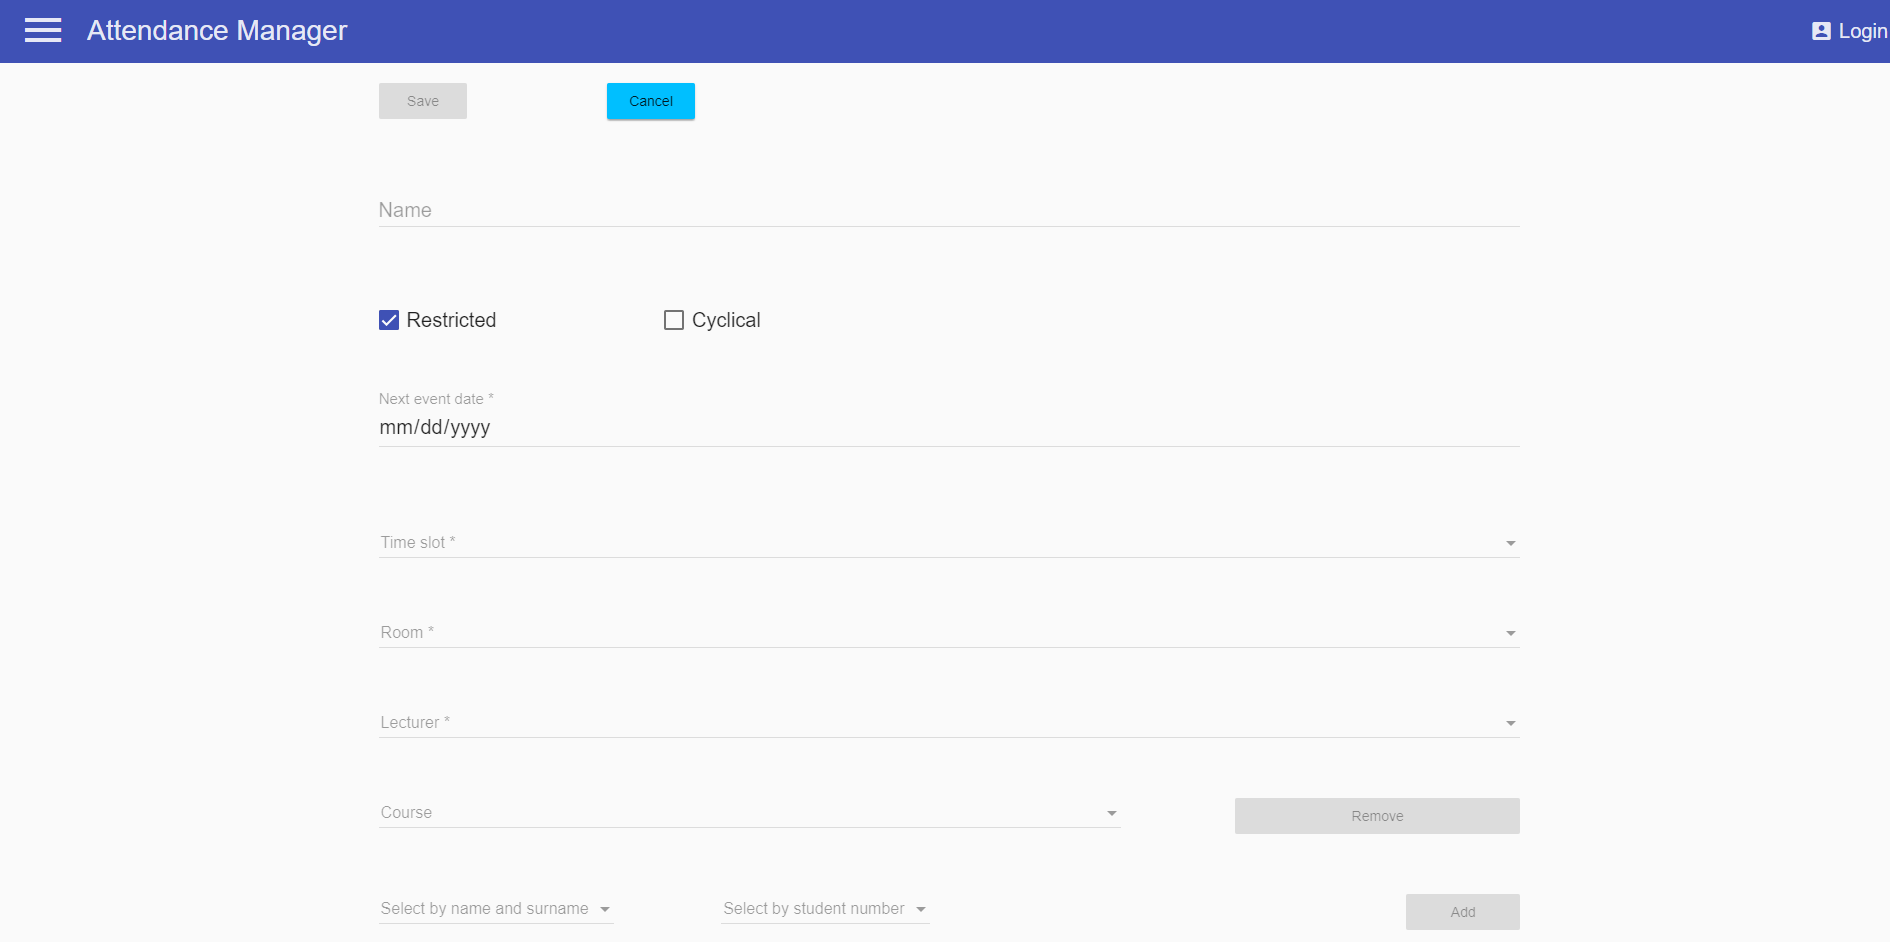 Attendance Manager
Login
Save
Cancel
Name
Restricted
Cyclical
Next event date *
mm/dd/yyyy
Time slot *
Room *
Lecturer *
Course
Remove
Select by name and surname
Select by student number
Add